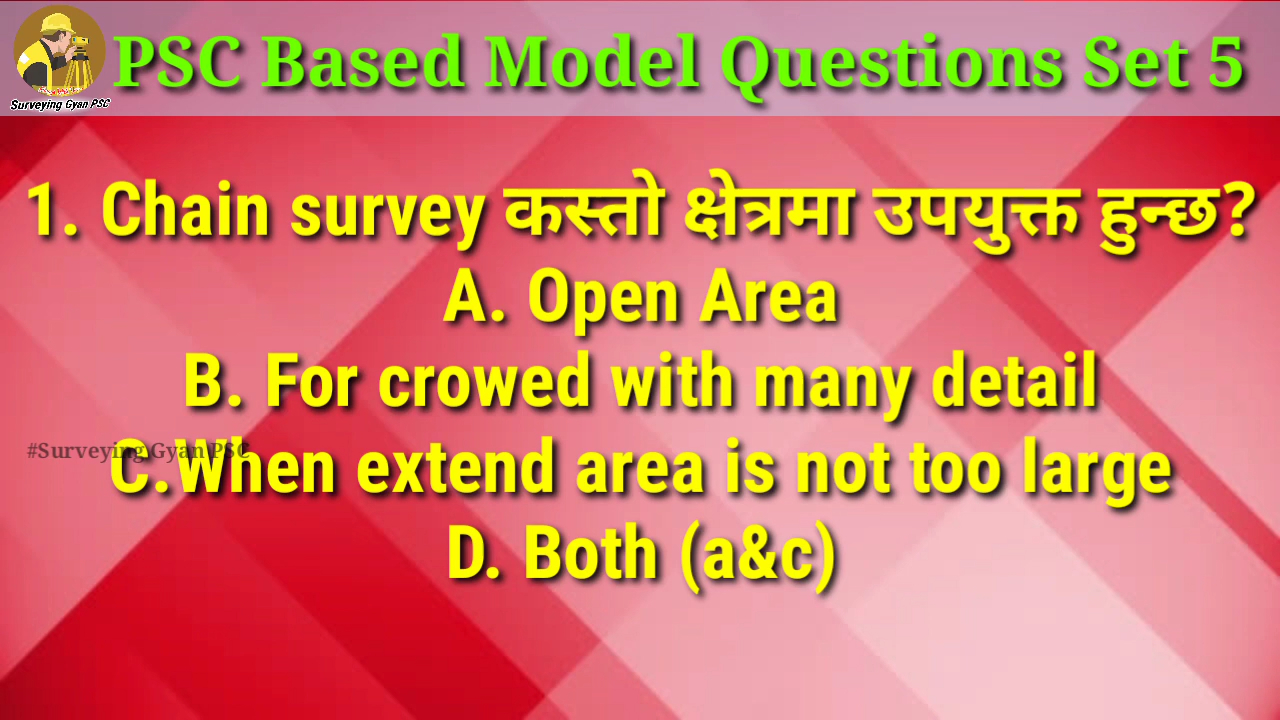 PSC Based Model Questions Set 5
Surveying Gyan PSC
1. Chain survey कस्तो क्षेत्रमा उपयुक्त हुन्छ?
A. Open Area
B. For crowed with many detail
#Surveying Gyan PSC
C.When extend area is not too large
D. Both (a&c)